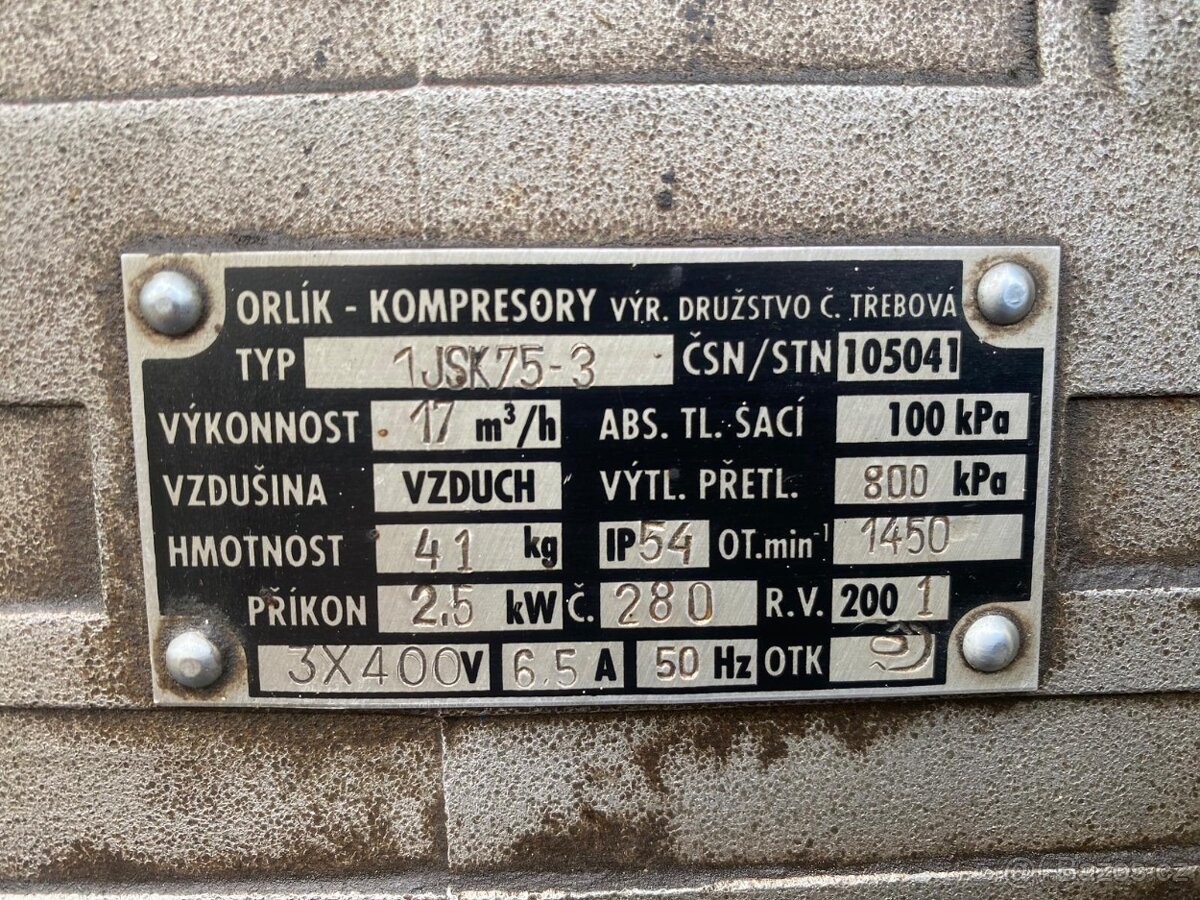 ORLÍK - KOMPRESORY VÝR. DRUŽSTVO Č. TŘEBOVÁ
TYP 1JSK75-3 ČSN/STN 105041
VÝKONNOST 17 m³/h ABS. TL. SACÍ 100 kPa
VZDUŠINA VZDUCH VÝTL. PŘETL. 800 kPa
HMOTNOST 41 kg IP54 OT.min⁻¹ 1450
PŘÍKON 2,5 kW Č. 280 R.V. 2001
3X400V 6,5 A 50 Hz OTK